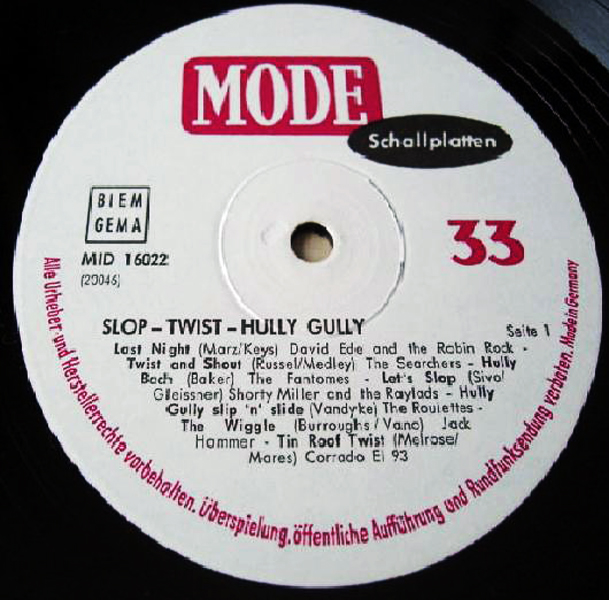 MODE
Schallplatten
BIEM
GEMA
33
MID 16022
(20046)
SLOP – TWIST – HULLY GULLY
Seite 1
Last Night (Marz/Keys) David Ede and the Rabin Rock -
Twist and Shout (Russel/Medley) The Searchers – Hully
Bach (Baker) The Fantomes - Let's Slop (Sivo/
Gleissner) Shorty Miller and the Raylads - Hully
Gully slip 'n' slide (Vandyke) The Roulettes -
The Wiggle (Burroughs / Vano) Jack
Hammer - Tin Roof Twist (Melrose/
Mares) Corrado El 93
Alle Urheber- und Herstellerrechte vorbehalten. Überspielung, öffentliche Aufführung und Rundfunksendung verboten. Made in Germany